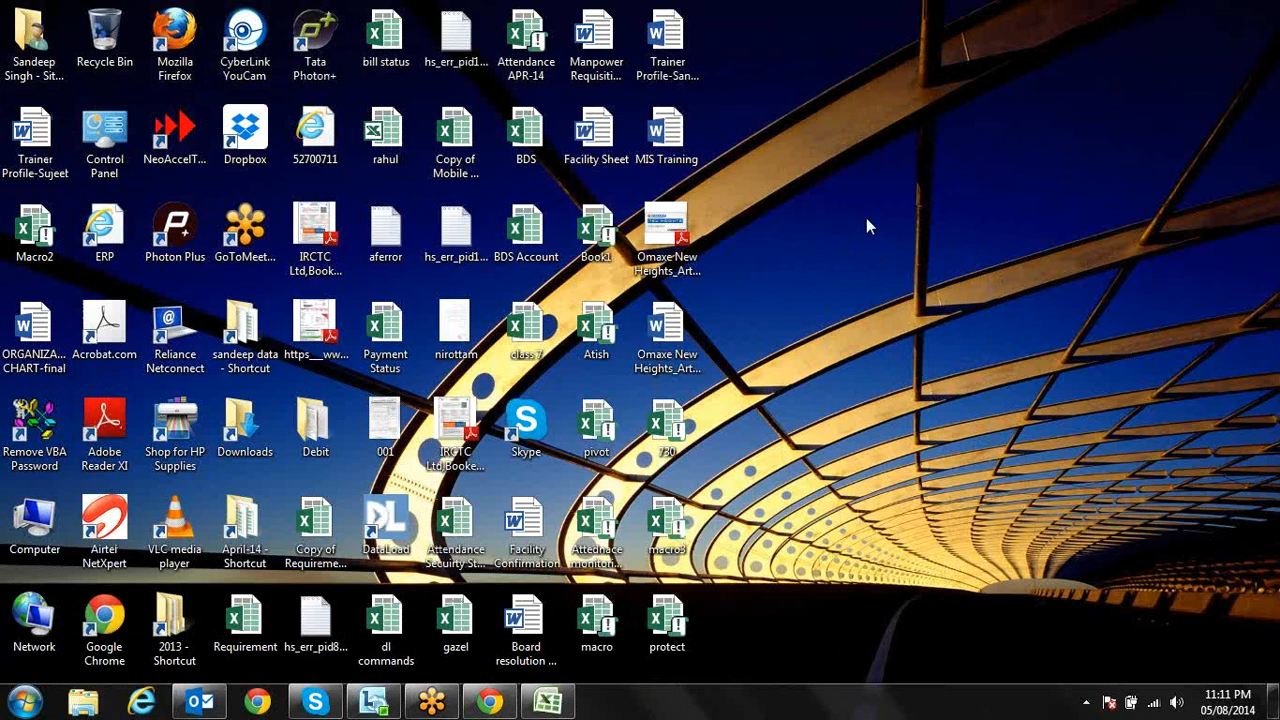 ndeep
Singh - Sit...
Recycle Bin
Mozilla
Firefox
CyberLink
YouCam
Tata
Photon+
bill status
hs_err_pid1...
Attendance
APR-14
Manpower
Requisiti...
Trainer
Profile-San...
Trainer
Profile-Sujeet
Control
Panel
NeoAccelT...
Dropbox
52700711
rahul
Copy of
Mobile ...
BDS
Facility Sheet
MIS Training
Macro2
ERP
Photon Plus
GoToMeet...
IRCTC
Ltd,Book...
aferror
hs_err_pid1...
BDS Account
Book1
Omaxe New
Heights_Art...
ORGANIZA...
CHART-final
Acrobat.com
Reliance
Netconnect
sandeep data
- Shortcut
https___ww...
Payment
Status
nirottam
class 7
Atish
Omaxe New
Heights_Art...
Remove VBA
Password
Adobe
Reader XI
Shop for HP
Supplies
Downloads
Debit
001
IRCTC
Ltd,Booke...
Skype
pivot
730
Computer
Airtel
NetXpert
VLC media
player
April-14 -
Shortcut
Copy of
Requireme...
DL
DataLoad
Attendance
Secuirty St...
Facility
Confirmation
Attednace
monitori...
macro3
Network
Google
Chrome
2013 -
Shortcut
Requirement
hs_err_pid8...
dl
commands
gazel
Board
resolution ...
macro
protect
11:11 PM
05/08/2014